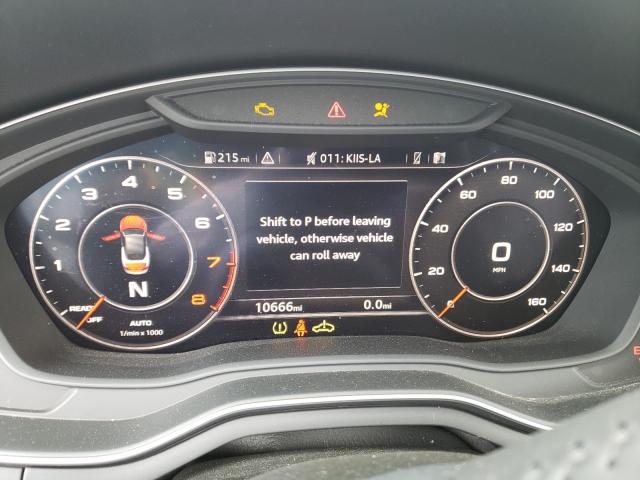 215 mi
011: KIIS-LA
Shift to P before leaving
vehicle, otherwise vehicle
can roll away
1 2 3 4 5 6 7 8
N
READY
OFF
AUTO
1/min x 1000
10666mi
0.0mi
0 20 40 60 80 100 120 140 160
0
MPH